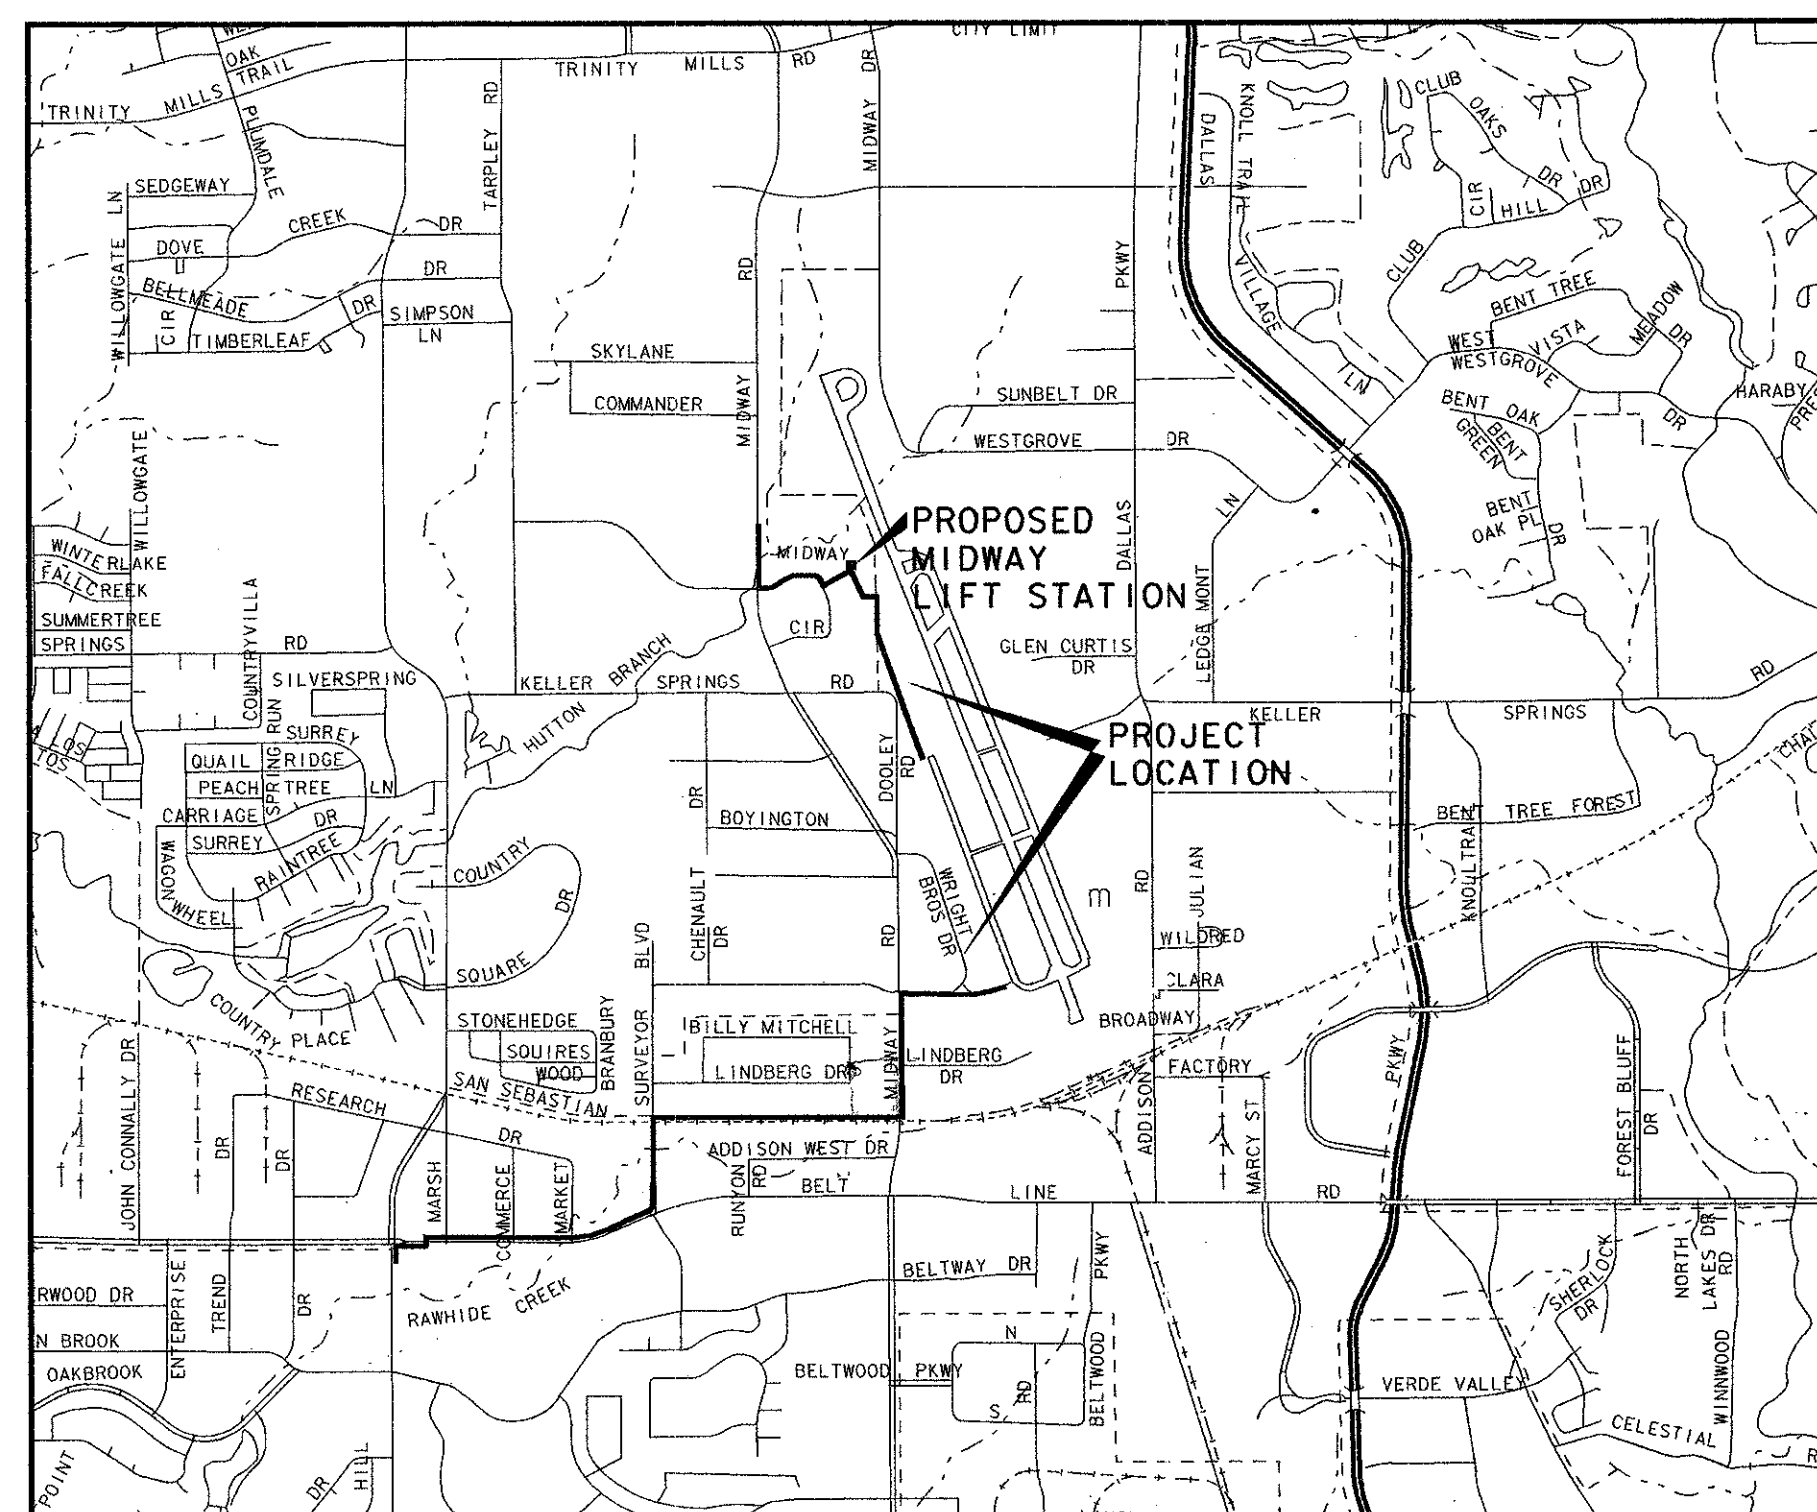 CITY LIMIT
OAK
TRAIL
TRINITY MILLS RD
TRINITY MILLS
PLUMDALE
TARPLEY RD
MIDWAY DR
DALLAS
KNOLL TRAIL
CLUB
OAKS
DR
DR
CIR
HILL
SEDGEWAY
WILLOWGATE LN
CREEK
DR
DOVE
DR
BELLMEADE
DR
CIR
TIMBERLEAF
SIMPSON
LN
RD
PKWY
VILLAGE
LN
CLUB
BENT TREE
MEADOW
DR
WEST
VISTA
WESTGROVE
DR
HARABY
SKYLANE
COMMANDER
MIDWAY
SUNBELT DR
WESTGROVE DR
BENT OAK
BENT
GREEN
BENT
OAK PL
DR
LN
WILLOWGATE
WINTERLAKE
FALLCREEK
SUMMERTREE
SPRINGS RD
COUNTRYVILLA
MIDWAY
CIR
PROPOSED
MIDWAY
LIFT STATION
DALLAS
LEDGE MONT
GLEN CURTIS
DR
SILVERSPRING
KELLER SPRINGS RD
HUTTON BRANCH
KELLER SPRINGS
RD
PROJECT
LOCATION
SPRING RUN
SURREY
QUAIL RIDGE
PEACH TREE LN
CARRIAGE DR
SURREY
RAINTREE
WAGON
WHEEL
COUNTRY
DR
SQUARE
COUNTRY PLACE
DOOLEY
RD
DR
BOYINGTON
CHENAULT
DR
RD
WRIGHT
BROS DR
m
RD
JULIAN
WILDRED
CLARA
BROADWAY
BENT TREE FOREST
STONEHEDGE
SQUIRES
WOOD
BRANBURY
SURVEYOR BLVD
BILLY MITCHELL
LINDBERG DR
MIDWAY
LINDBERG
DR
FACTORY
ADDISON
MARCY ST
PKWY
FOREST BLUFF
DR
SAN SEBASTIAN
RESEARCH
DR
JOHN CONNALLY DR
DR
DR
MARSH
COMMERCE
MARKET
ADDISON WEST DR
RUNYON
RD
BELT LINE RD
ENTERPRISE
TREND
DR
RAWHIDE CREEK
BELTWAY DR
PKWY
SHERLOCK
DR
NORTH
LAKES DR
RD
WINNWOOD
RWOOD DR
N BROOK
OAKBROOK
BELTWOOD PKWY
N
S
RD
BELTWOOD
VERDE VALLEY
CELESTIAL
POINT
DR
HILL